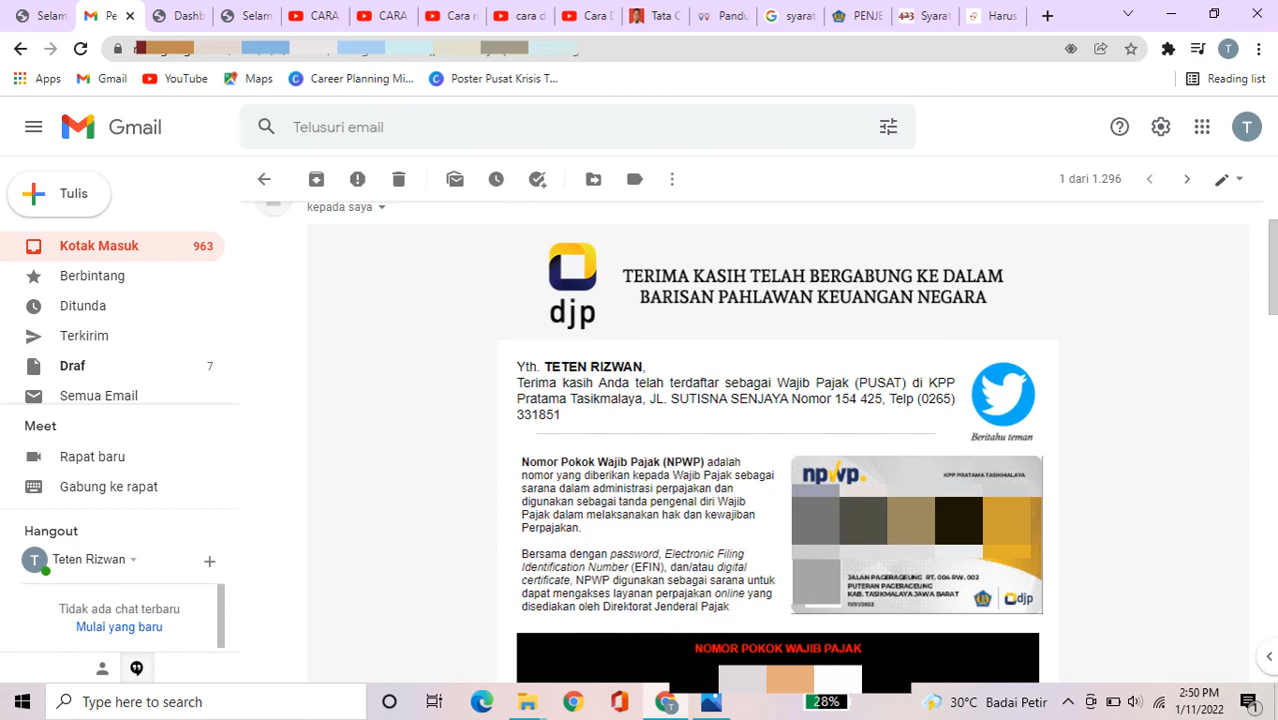 Selam
Pe
Dashb
Selam
CARA
CARA
Cara r
cara d
Cara D
Tata C
Pandu
syarat
PENJE
Syarat
Harus
Apps
Gmail
YouTube
Maps
Career Planning Mi...
Poster Pusat Krisis T...
Reading list
T
Gmail
Telusuri email
T
Tulis
1 dari 1.296
Kotak Masuk 963
Berbintang
Ditunda
Terkirim
Draf 7
Semua Email
Meet
Rapat baru
Gabung ke rapat
Hangout
T
Teten Rizwan
Tidak ada chat terbaru
Mulai yang baru
kepada saya
djp
TERIMA KASIH TELAH BERGABUNG KE DALAM
BARISAN PAHLAWAN KEUANGAN NEGARA
Yth. TETEN RIZWAN,
Terima kasih Anda telah terdaftar sebagai Wajib Pajak (PUSAT) di KPP
Pratama Tasikmalaya, JL. SUTISNA SENJAYA Nomor 154 425, Telp (0265)
331851
Beritahu teman
Nomor Pokok Wajib Pajak (NPWP) adalah
nomor yang diberikan kepada Wajib Pajak sebagai
sarana dalam administrasi perpajakan dan
digunakan sebagai tanda pengenal diri Wajib
Pajak dalam melaksanakan hak dan kewajiban
Perpajakan.
Bersama dengan password, Electronic Filing
Identification Number (EFIN), dan/atau digital
certificate, NPWP digunakan sebagai sarana untuk
dapat mengakses layanan perpajakan online yang
disediakan oleh Direktorat Jenderal Pajak
npwp.
KPP PRATAMA TASIKMALAYA
JALAN PAGERAGEUNG RT. 004 RW. 002
PUTERAN PAGERAGEUNG
KAB. TASIKMALAYA JAWA BARAT
11/01/2022
djp
NOMOR POKOK WAJIB PAJAK
Type here to search
28%
30°C Badai Petir
2:50 PM
1/11/2022
1